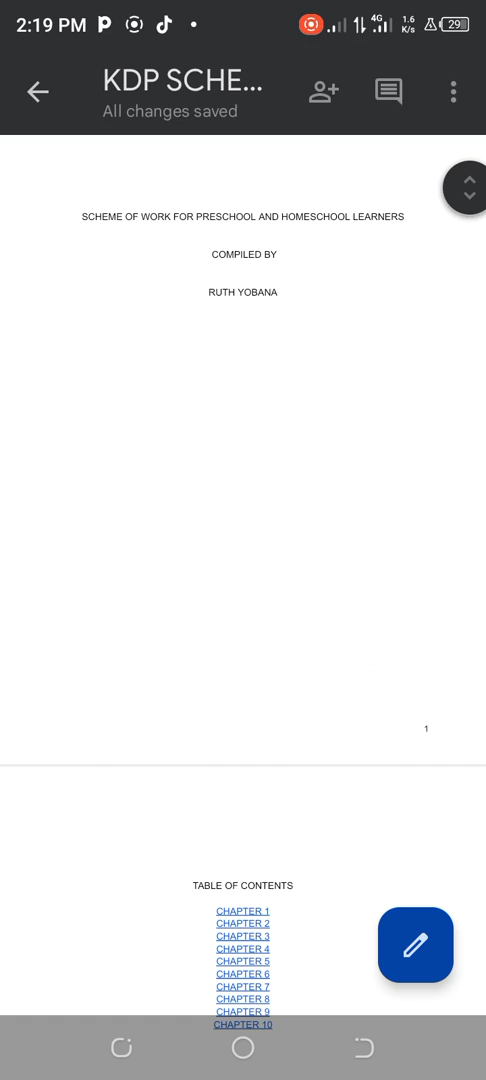 2:19 PM
4G
1.6
K/s
29
KDP SCHE...
All changes saved
SCHEME OF WORK FOR PRESCHOOL AND HOMESCHOOL LEARNERS
COMPILED BY
RUTH YOBANA
1
TABLE OF CONTENTS
CHAPTER 1
CHAPTER 2
CHAPTER 3
CHAPTER 4
CHAPTER 5
CHAPTER 6
CHAPTER 7
CHAPTER 8
CHAPTER 9
CHAPTER 10